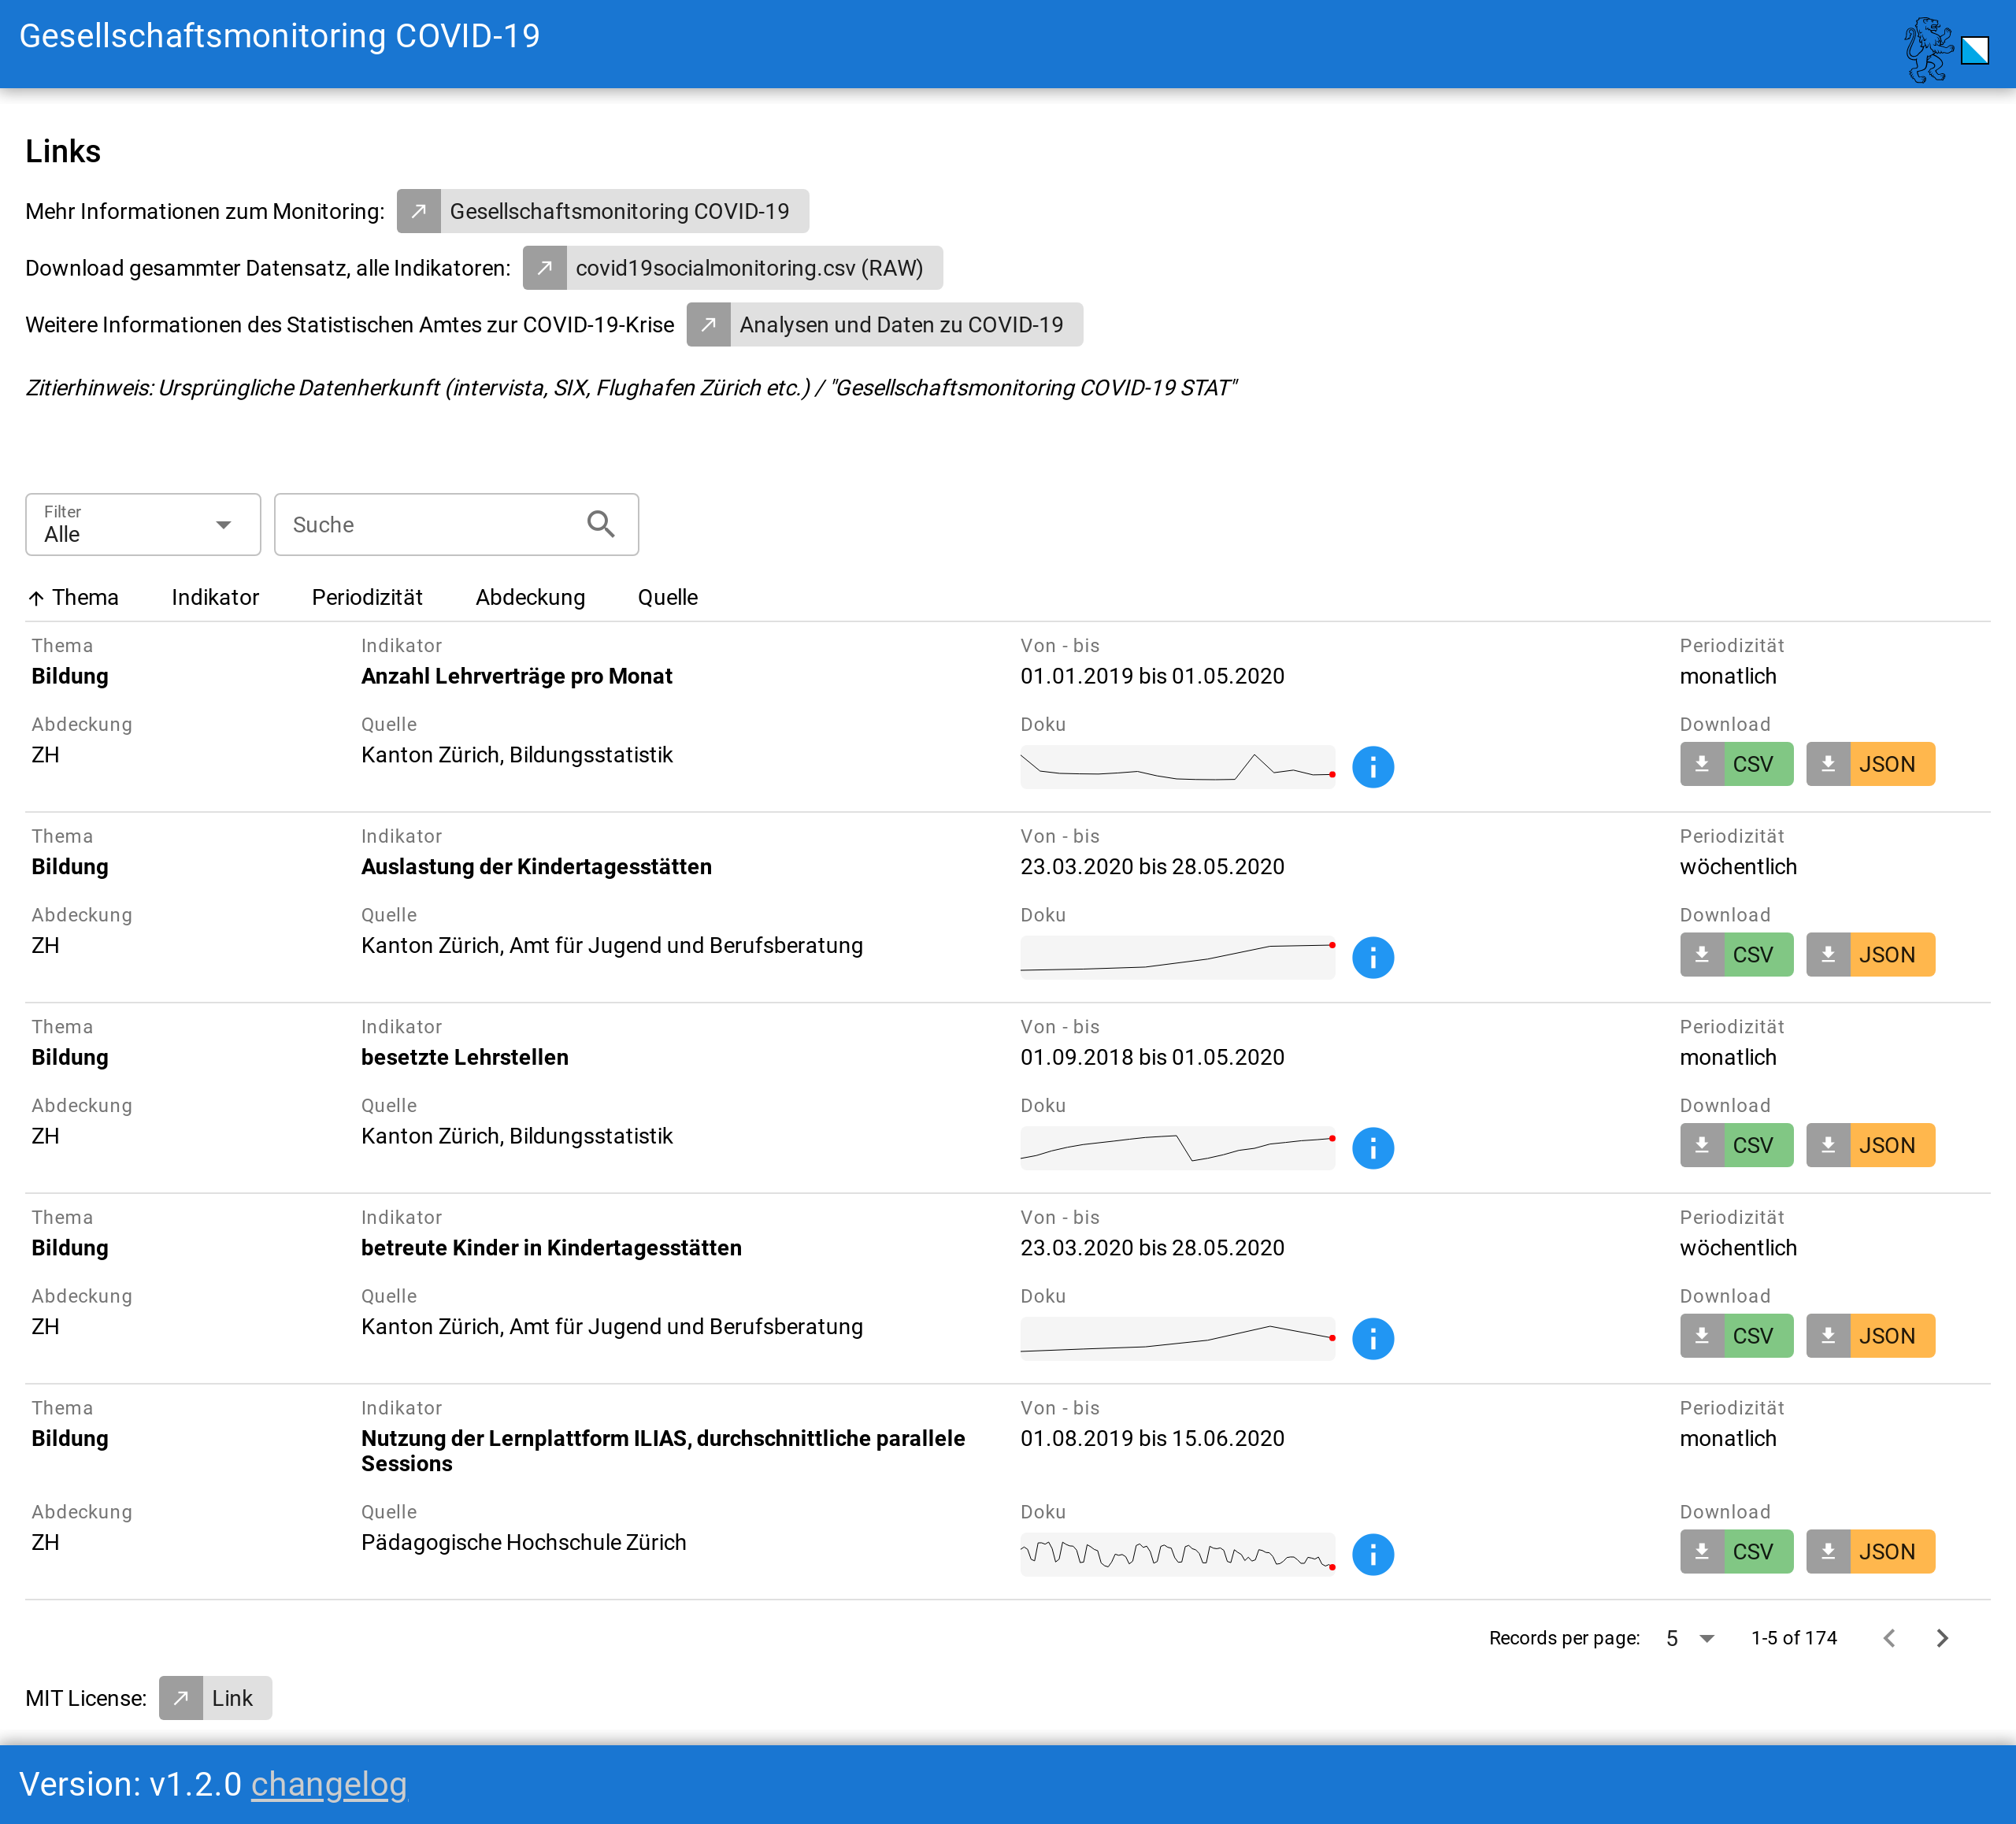 Gesellschaftsmonitoring COVID-19
Links
Mehr Informationen zum Monitoring: Gesellschaftsmonitoring COVID-19
Download gesammter Datensatz, alle Indikatoren: covid19socialmonitoring.csv (RAW)
Weitere Informationen des Statistischen Amtes zur COVID-19-Krise Analysen und Daten zu COVID-19
Zitierhinweis: Ursprüngliche Datenherkunft (intervista, SIX, Flughafen Zürich etc.) / "Gesellschaftsmonitoring COVID-19 STAT"
Filter
Alle
Suche
Thema Indikator Periodizität Abdeckung Quelle
Thema Indikator Von - bis Periodizität
Bildung Anzahl Lehrverträge pro Monat 01.01.2019 bis 01.05.2020 monatlich
Abdeckung Quelle Doku Download
ZH Kanton Zürich, Bildungsstatistik CSV JSON
Thema Indikator Von - bis Periodizität
Bildung Auslastung der Kindertagesstätten 23.03.2020 bis 28.05.2020 wöchentlich
Abdeckung Quelle Doku Download
ZH Kanton Zürich, Amt für Jugend und Berufsberatung CSV JSON
Thema Indikator Von - bis Periodizität
Bildung besetzte Lehrstellen 01.09.2018 bis 01.05.2020 monatlich
Abdeckung Quelle Doku Download
ZH Kanton Zürich, Bildungsstatistik CSV JSON
Thema Indikator Von - bis Periodizität
Bildung betreute Kinder in Kindertagesstätten 23.03.2020 bis 28.05.2020 wöchentlich
Abdeckung Quelle Doku Download
ZH Kanton Zürich, Amt für Jugend und Berufsberatung CSV JSON
Thema Indikator Von - bis Periodizität
Bildung Nutzung der Lernplattform ILIAS, durchschnittliche parallele 01.08.2019 bis 15.06.2020 monatlich
Sessions
Abdeckung Quelle Doku Download
ZH Pädagogische Hochschule Zürich CSV JSON
Records per page: 5 1-5 of 174
MIT License: Link
Version: v1.2.0 changelog